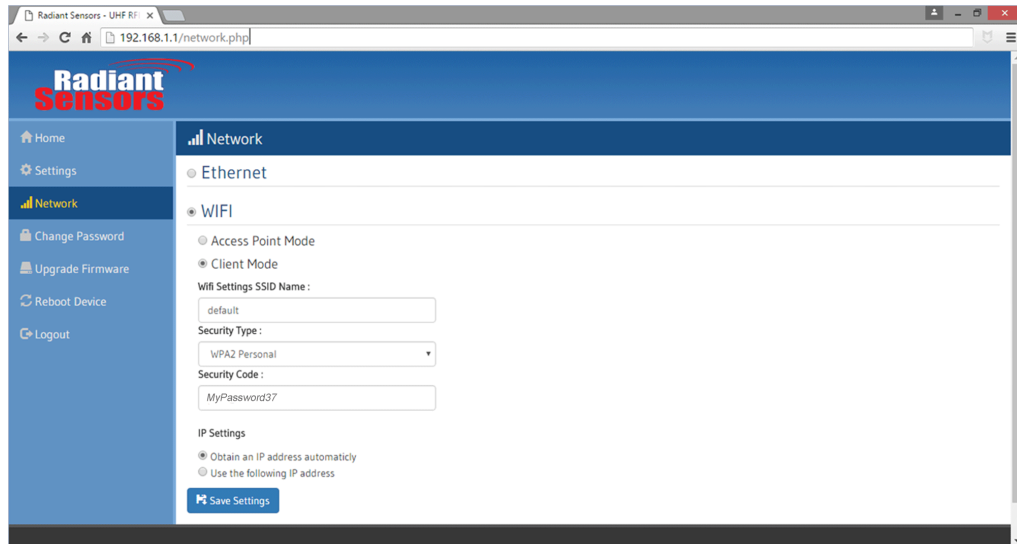 Radiant Sensors - UHF RFI
192.168.1.1/network.php
Radiant
Sensors
Home
Settings
Network
Change Password
Upgrade Firmware
Reboot Device
Logout
Network
Ethernet
WIFI
Access Point Mode
Client Mode
Wifi Settings SSID Name :
default
Security Type :
WPA2 Personal
Security Code :
MyPassword37
IP Settings
Obtain an IP address automaticly
Use the following IP address
Save Settings